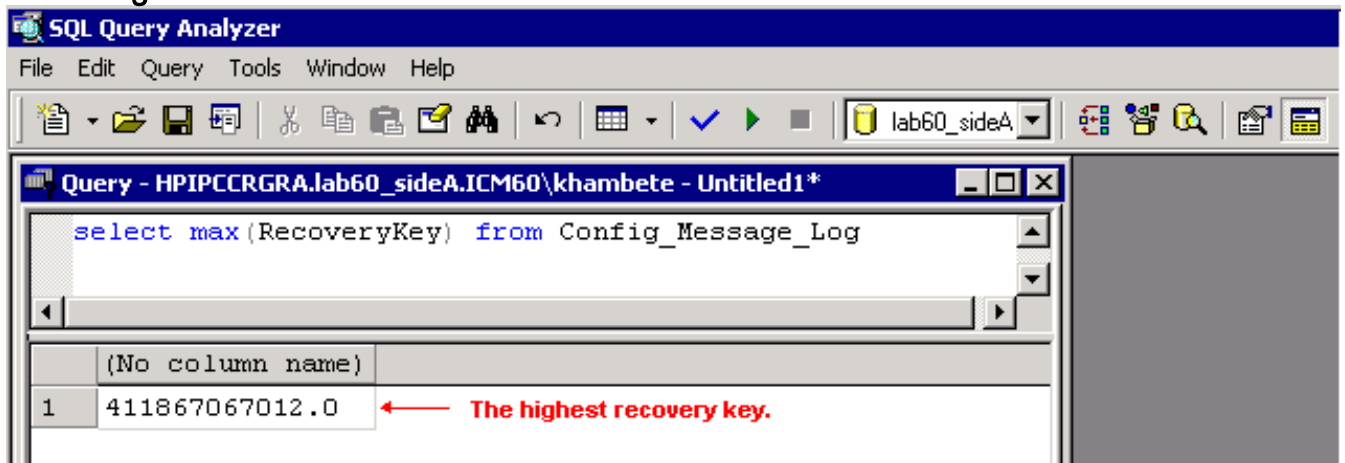 SQL Query Analyzer
File Edit Query Tools Window Help
lab60_sideA
Query - HPIPCCRGRA.lab60_sideA.ICM60\khambete - Untitled1*
select max(RecoveryKey) from Config_Message_Log
(No column name)
1 411867067012.0 The highest recovery key.